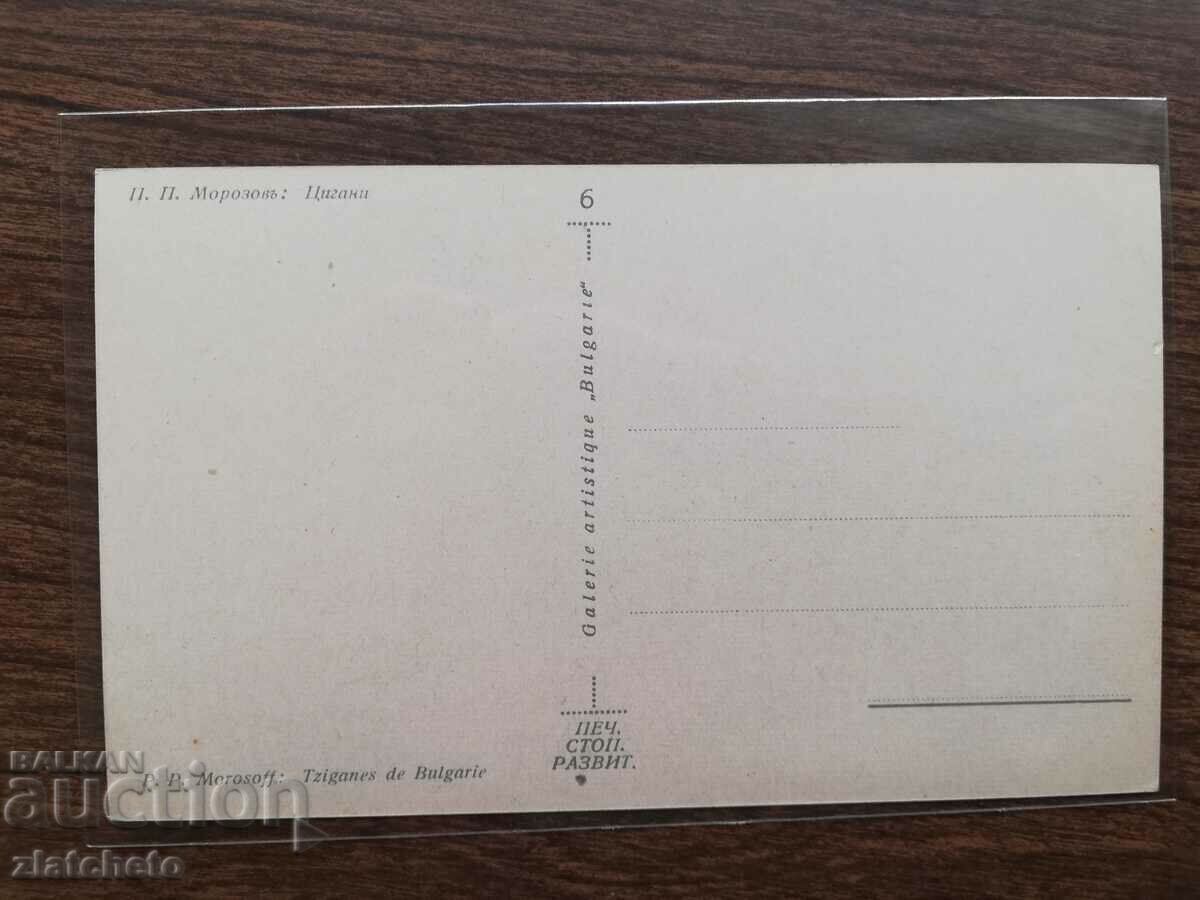 П. П. Морозовъ: Цигани
6
Galerie artistique „Bulgarie“
ПЕЧ.
СТОП.
РАЗВИТ.
P. P. Morosoff: Tziganes de Bulgarie
BALKAN
auction
zlatcheto